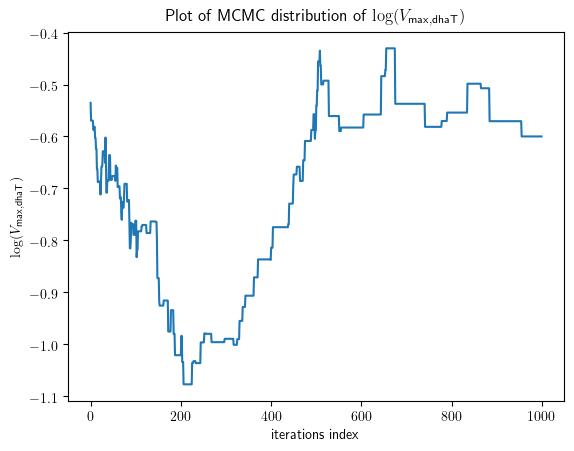 Plot of MCMC distribution of log(V_max,dhaT)
−0.4
−0.5
−0.6
−0.7
−0.8
−0.9
−1.0
−1.1
log(V_max,dhaT)
0 200 400 600 800 1000
iterations index